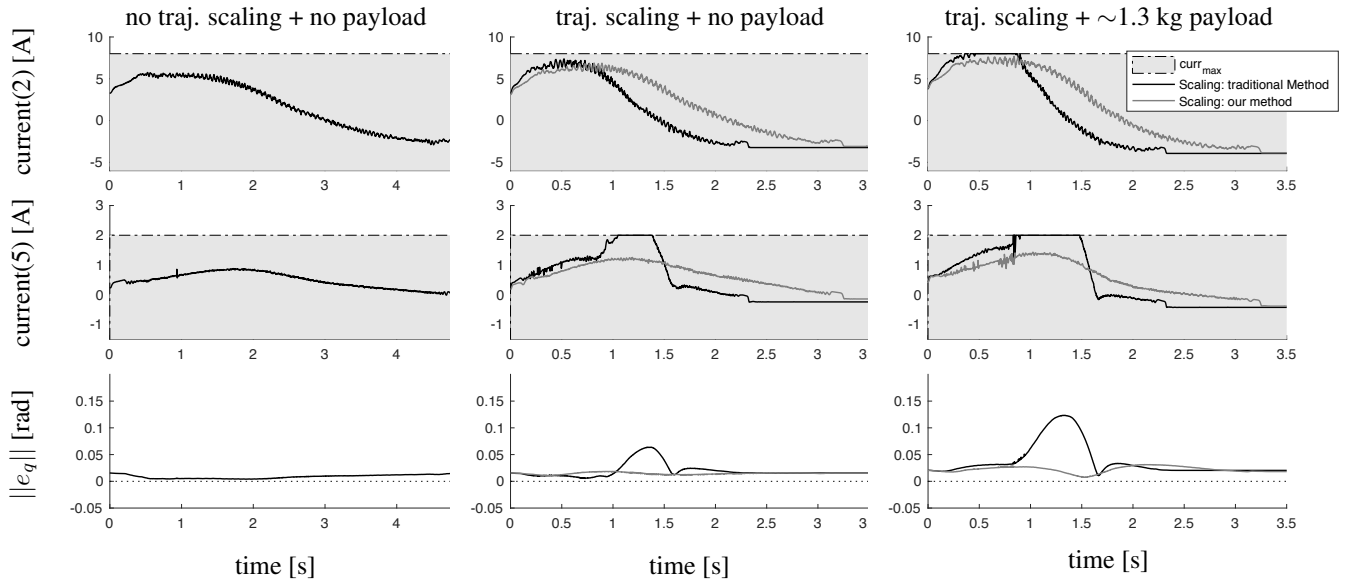 no traj. scaling + no payload
traj. scaling + no payload
traj. scaling + ∼1.3 kg payload
current(2) [A]
10
5
0
-5
0 1 2 3 4
10
5
0
-5
0 0.5 1 1.5 2 2.5 3 3
10
5
0
-5
0 0.5 1 1.5 2 2.5 3 3.5
curr_max
Scaling: traditional Method
Scaling: our method
current(5) [A]
3
2
1
0
-1
0 1 2 3 4
3
2
1
0
-1
0 0.5 1 1.5 2 2.5 3 3
3
2
1
0
-1
0 0.5 1 1.5 2 2.5 3 3.5
||e_q|| [rad]
0.15
0.1
0.05
0
-0.05
0 1 2 3 4
0.15
0.1
0.05
0
-0.05
0 0.5 1 1.5 2 2.5 3 3
0.15
0.1
0.05
0
-0.05
0 0.5 1 1.5 2 2.5 3 3.5
time [s]
time [s]
time [s]